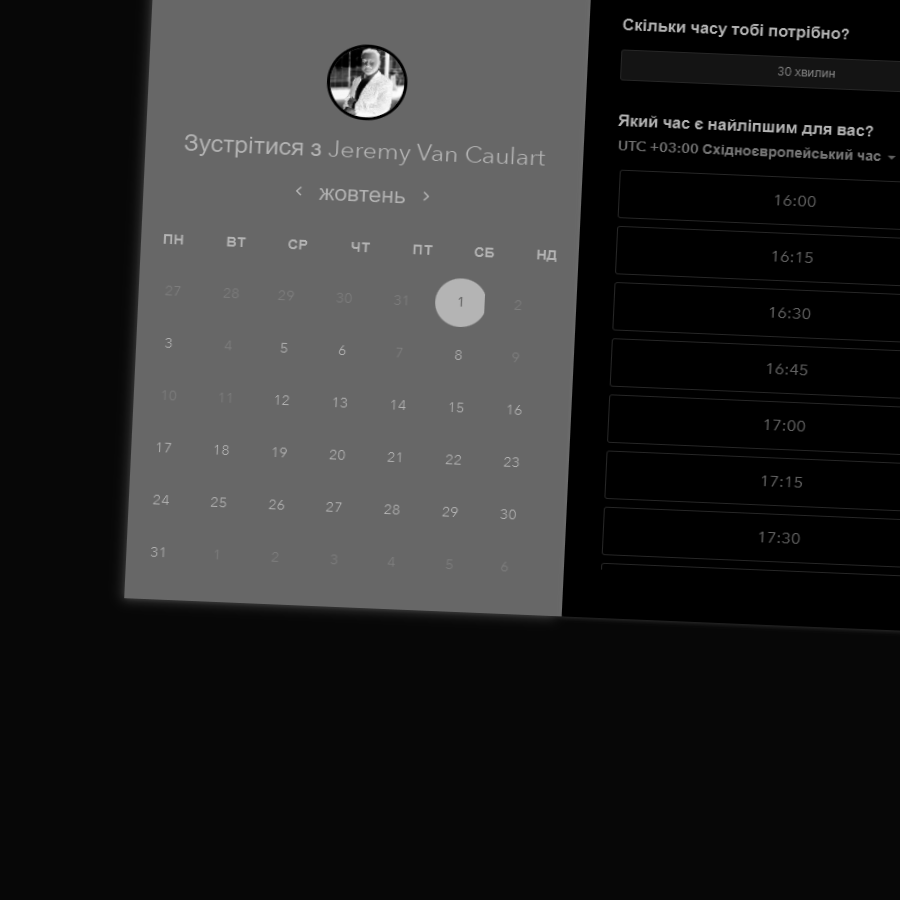 Зустрітися з Jeremy Van Caulart
жовтень
ПН ВТ СР ЧТ ПТ СБ НД
27 28 29 30 31 1 2
3 4 5 6 7 8 9
10 11 12 13 14 15 16
17 18 19 20 21 22 23
24 25 26 27 28 29 30
31 1 2 3 4 5 6
Скільки часу тобі потрібно?
30 хвилин
Який час є найліпшим для вас?
UTC +03:00 Східноєвропейський час
16:00
16:15
16:30
16:45
17:00
17:15
17:30